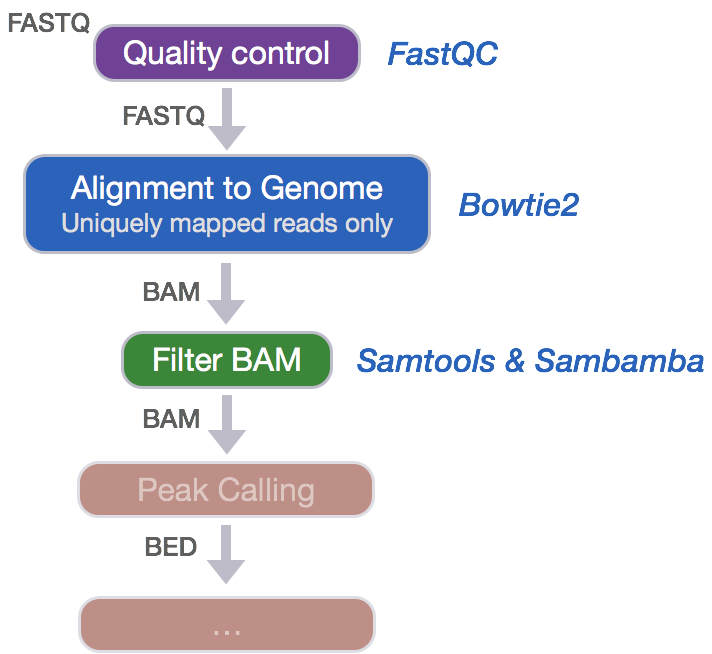 FASTQ
Quality control
FastQC
FASTQ
Alignment to Genome
Uniquely mapped reads only
Bowtie2
BAM
Filter BAM
Samtools & Sambamba
BAM
Peak Calling
BED
...